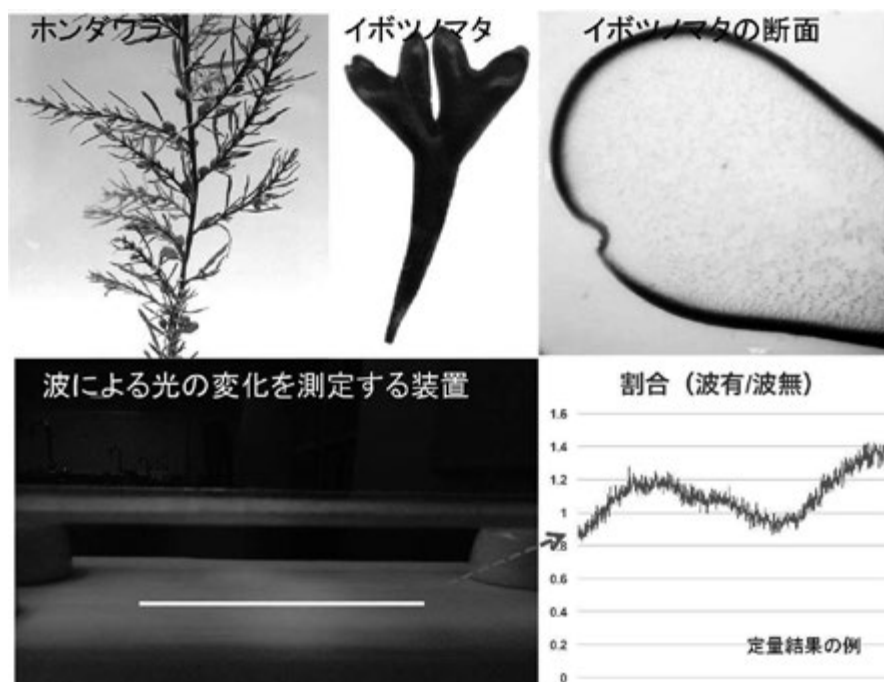 ホンダワラ
イボツノマタ
イボツノマタの断面
波による光の変化を測定する装置
割合（波有/波無）
1.6
1.4
1.2
1
0.8
0.6
0.4
0.2
0
定量結果の例